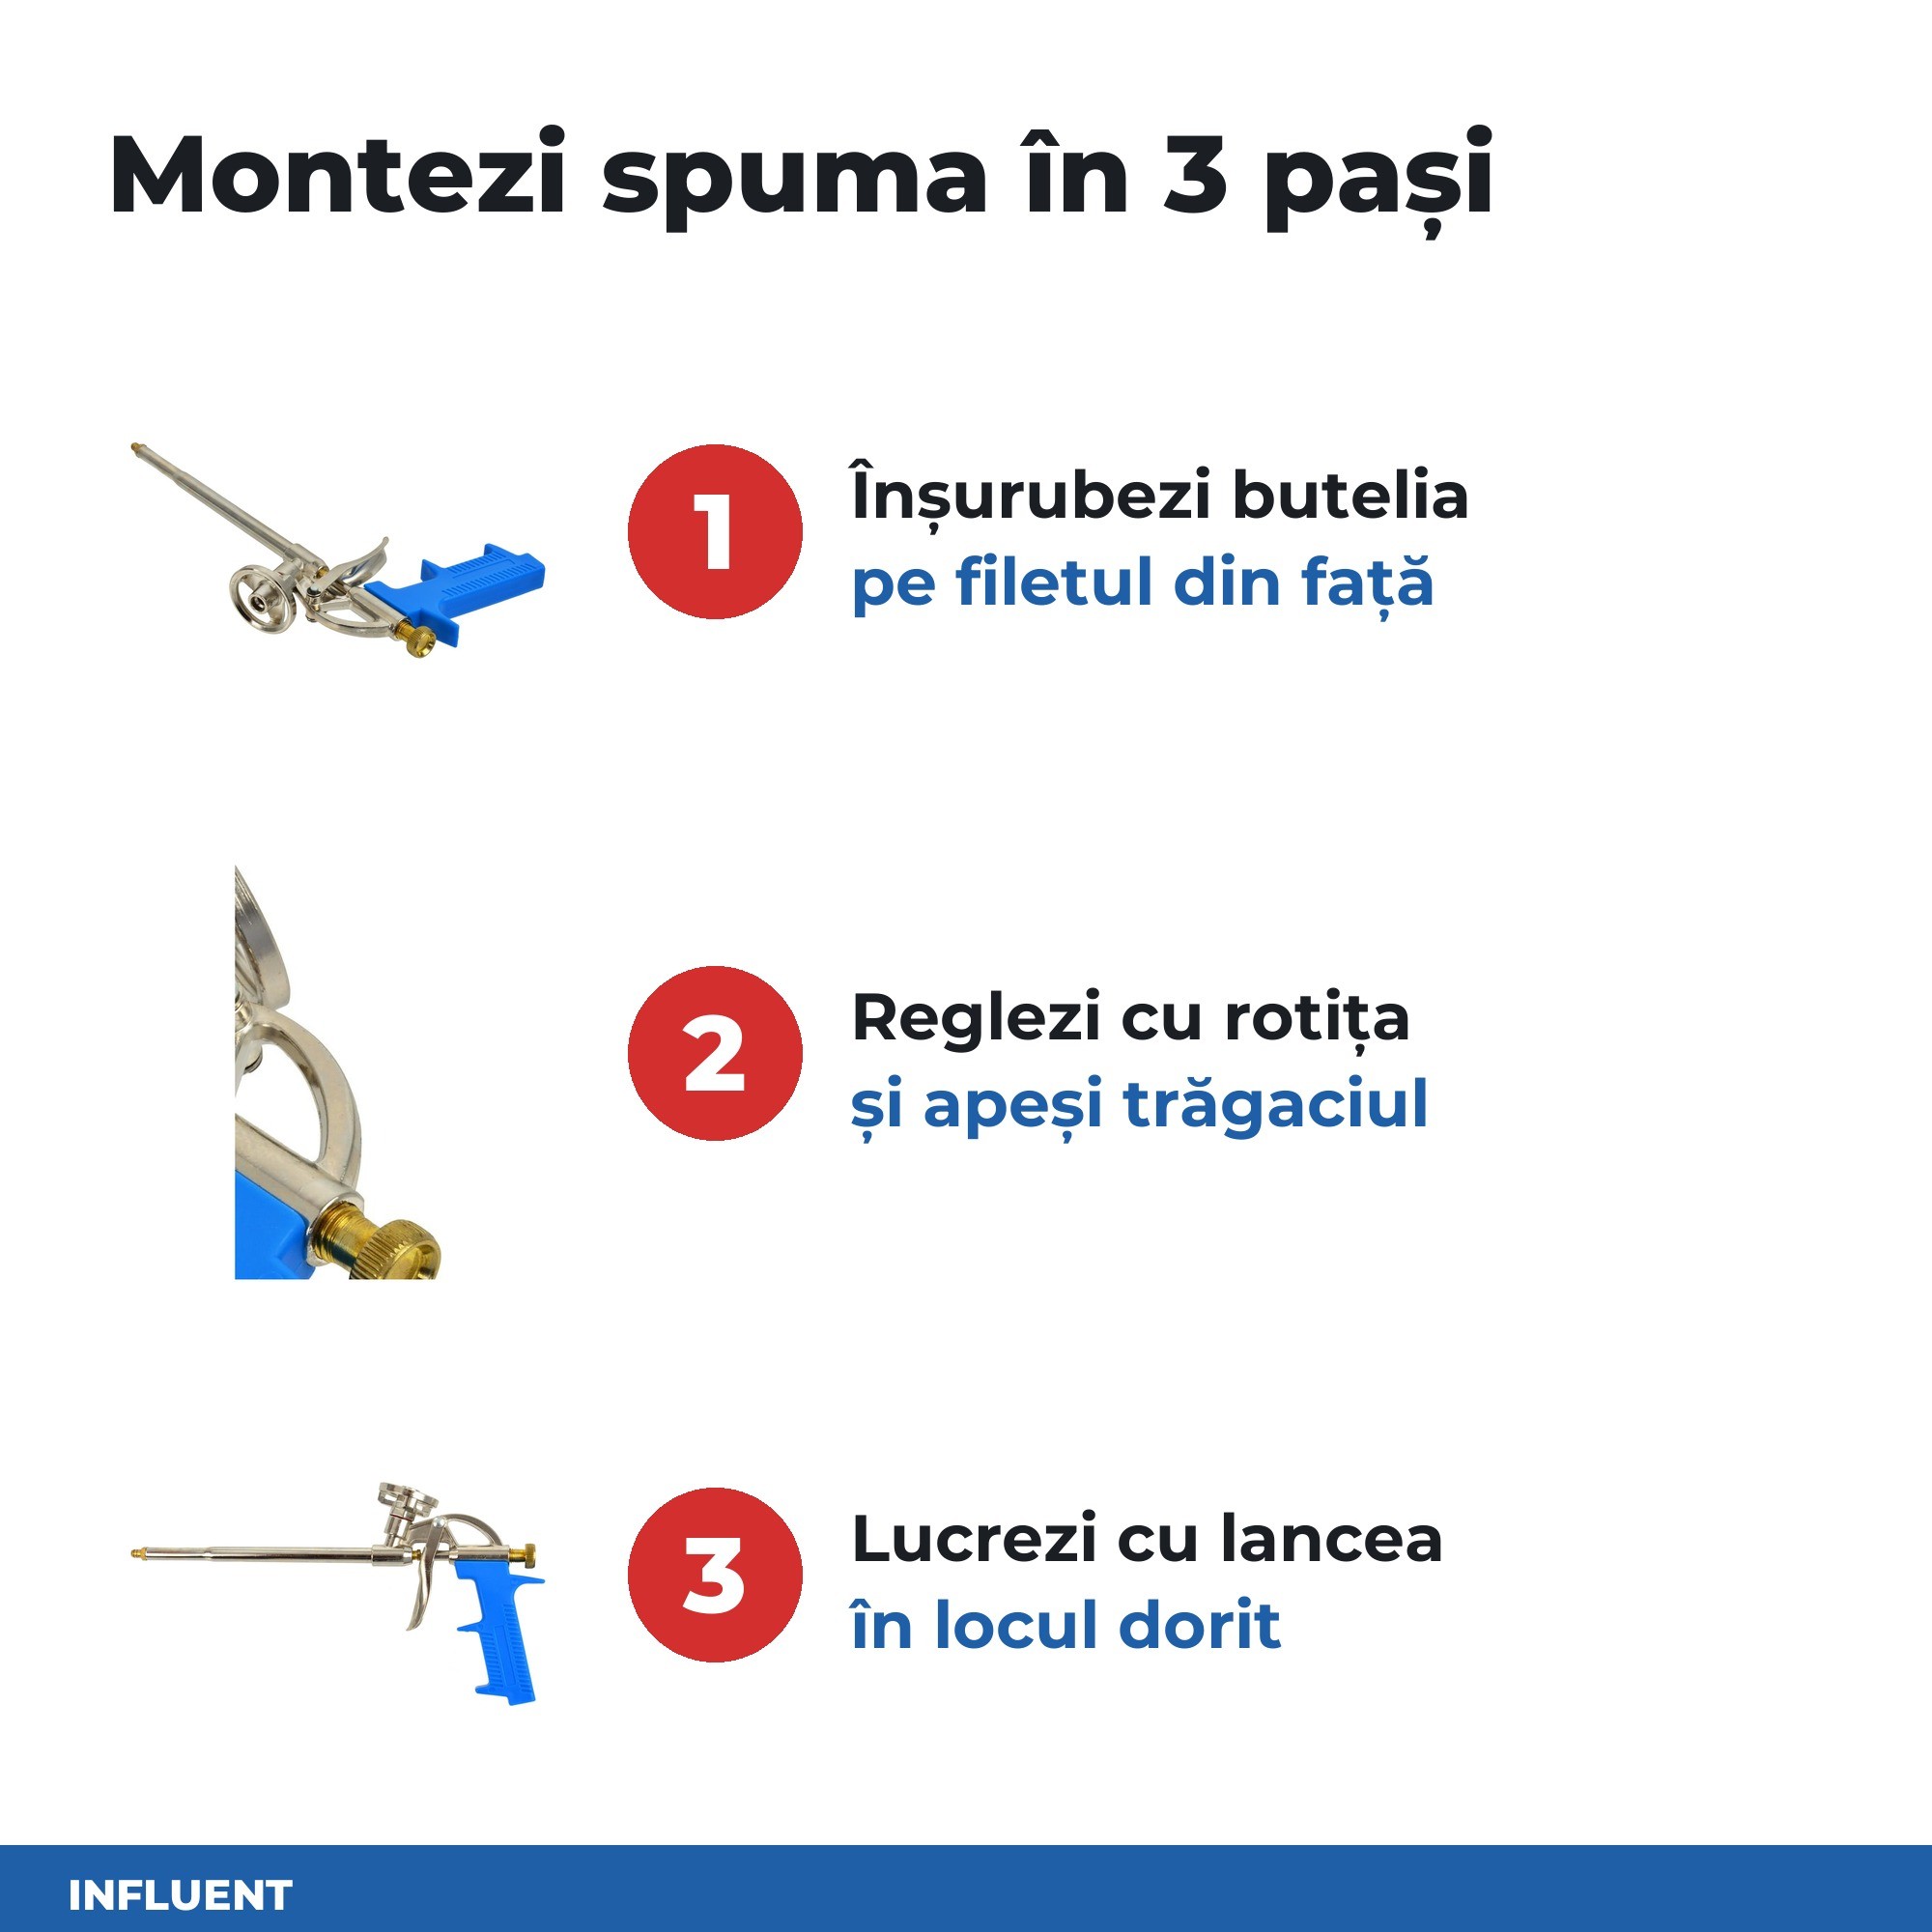 Montezi spuma în 3 pași
1
Înșurubezi butelia
pe filetul din față
2
Reglezi cu rotița
și apeși trăgaciul
3
Lucrezi cu lancea
în locul dorit
INFLUENT